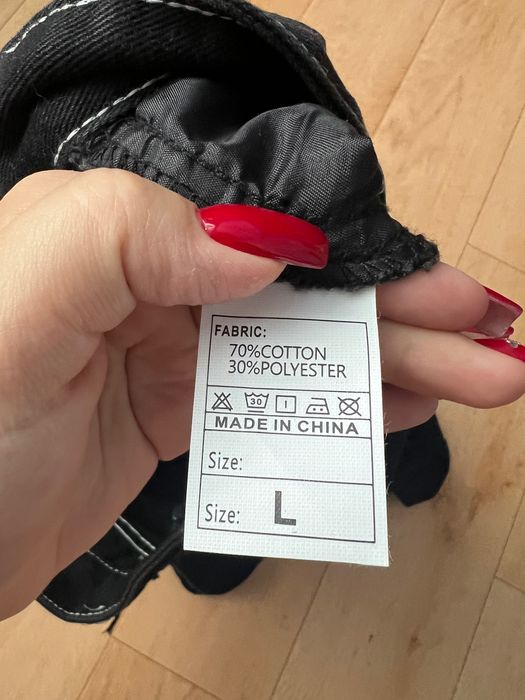 FABRIC:
70%COTTON
30%POLYESTER
30
MADE IN CHINA
Size:
Size: L